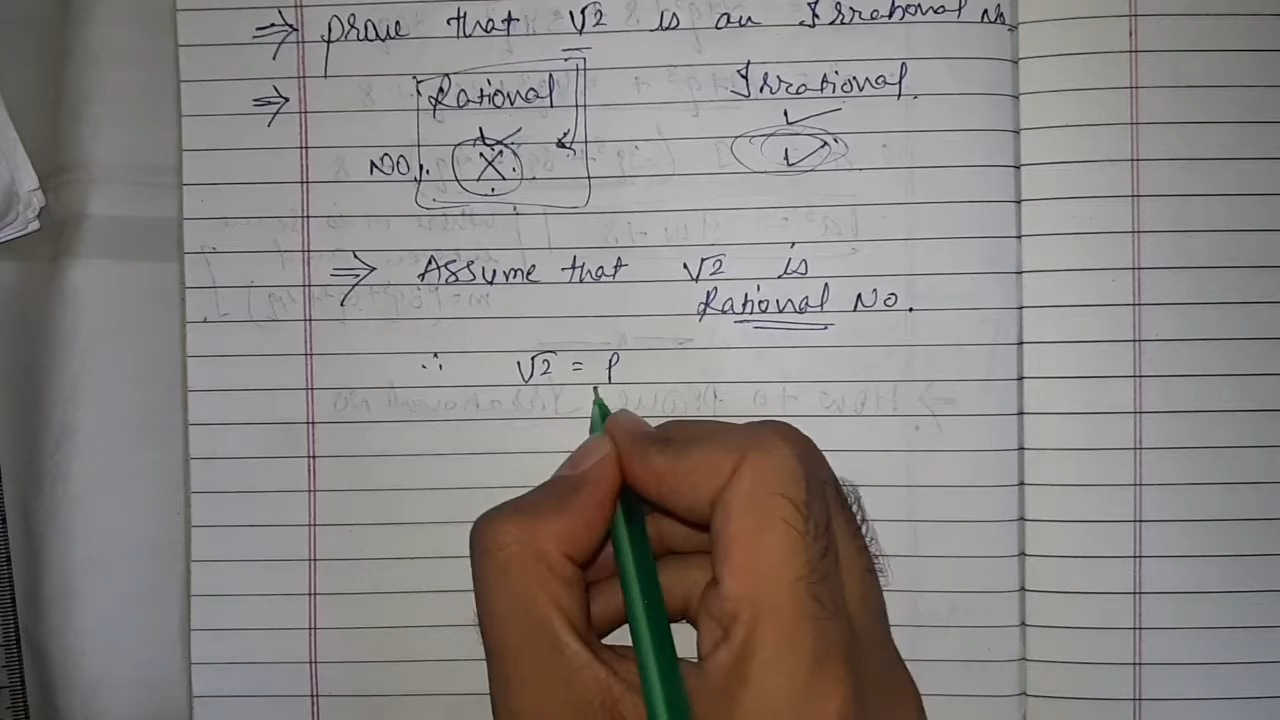 ⇒ prove that √2 is an Irrational No.
⇒ Rational Irrational.
NO. X
⇒ Assume that √2 is
Rational No.
∴ √2 = P